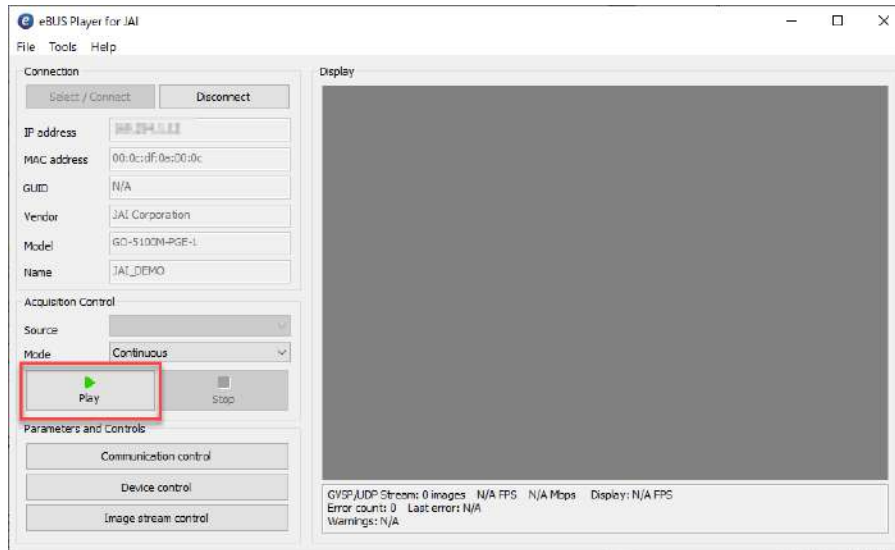 eBUS Player for JAI
File Tools Help
Connection
Select / Connect Disconnect
IP address
MAC address 00:0c:df:0a:00:0c
GUID N/A
Vendor JAI Corporation
Model GO-5100M-PGE-1
Name JAI_DEMO
Acquisition Control
Source
Mode Continuous
Play Stop
Parameters and Controls
Communication control
Device control
Image stream control
Display
GVSP/UDP Stream: 0 images N/A FPS N/A Mbps Display: N/A FPS
Error count: 0 Last error: N/A
Warnings: N/A